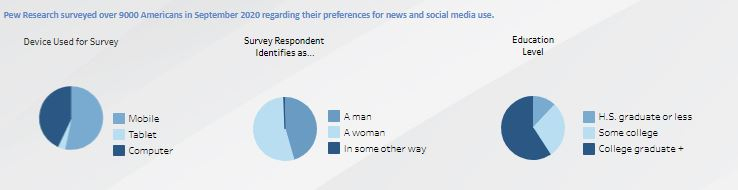 Pew Research surveyed over 9000 Americans in September 2020 regarding their preferences for news and social media use.
Device Used for Survey
Mobile
Tablet
Computer
Survey Respondent
Identifies as...
A man
A woman
In some other way
Education
Level
H.S. graduate or less
Some college
College graduate +